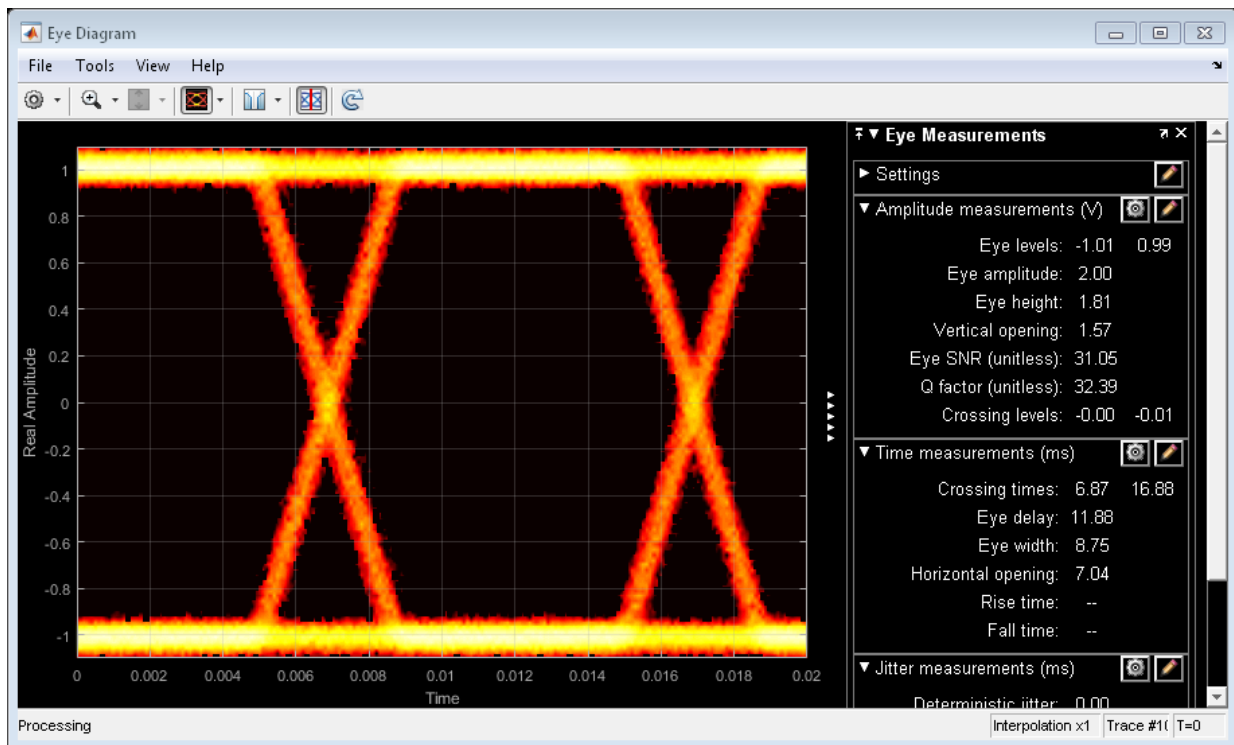 Eye Diagram
File Tools View Help
1
0.8
0.6
0.4
0.2
0
-0.2
-0.4
-0.6
-0.8
-1
Real Amplitude
0 0.002 0.004 0.006 0.008 0.01 0.012 0.014 0.016 0.018 0.02
Time
Eye Measurements
Settings
Amplitude measurements (V)
Eye levels: -1.01 0.99
Eye amplitude: 2.00
Eye height: 1.81
Vertical opening: 1.57
Eye SNR (unitless): 31.05
Q factor (unitless): 32.39
Crossing levels: -0.00 -0.01
Time measurements (ms)
Crossing times: 6.87 16.88
Eye delay: 11.88
Eye width: 8.75
Horizontal opening: 7.04
Rise time: --
Fall time: --
Jitter measurements (ms)
Deterministic jitter: 0.00
Processing
Interpolation x1 Trace #1( T=0